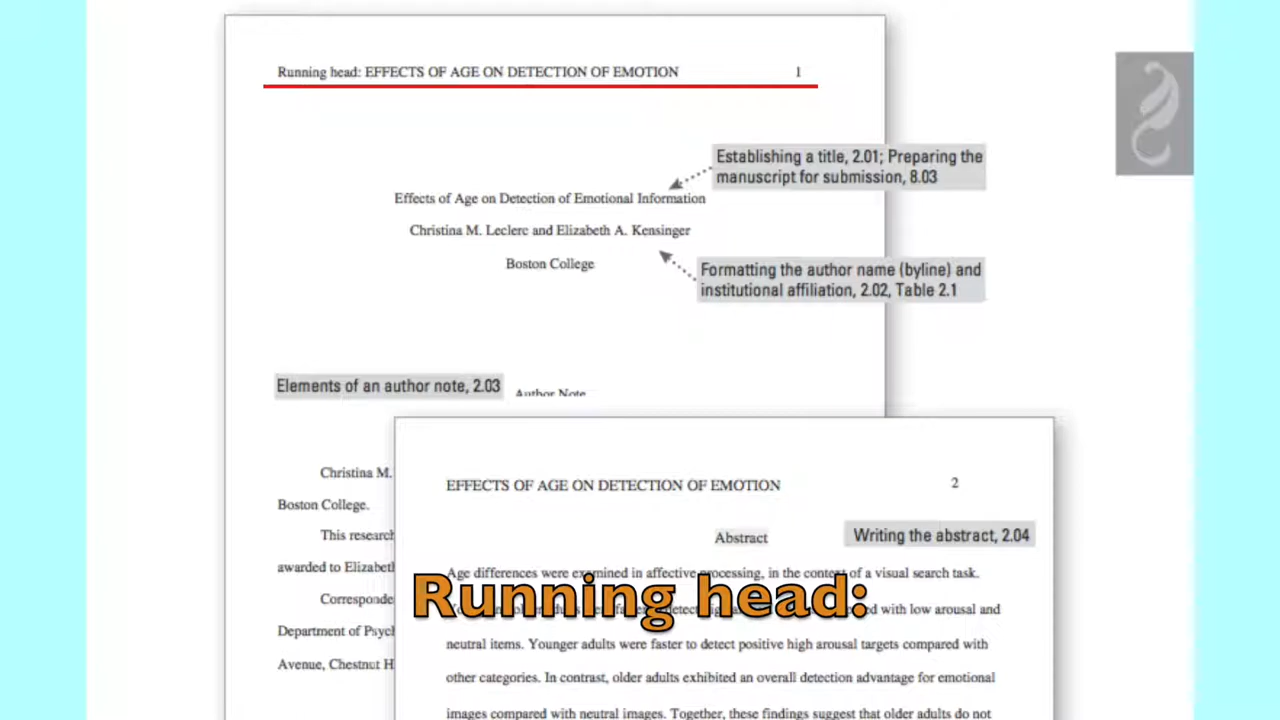 Running head: EFFECTS OF AGE ON DETECTION OF EMOTION 1
Establishing a title, 2.01; Preparing the
manuscript for submission, 8.03
Effects of Age on Detection of Emotional Information
Christina M. Leclerc and Elizabeth A. Kensinger
Boston College
Formatting the author name (byline) and
institutional affiliation, 2.02, Table 2.1
Elements of an author note, 2.03
Author Note
Christina M.
Boston College.
This research
awarded to Elizabeth
Corresponde
Department of Psych
Avenue, Chestnut H
EFFECTS OF AGE ON DETECTION OF EMOTION 2
Abstract
Writing the abstract, 2.04
Age differences were examined in affective processing, in the context of a visual search task.
Running head:
with low arousal and
neutral items. Younger adults were faster to detect positive high arousal targets compared with
other categories. In contrast, older adults exhibited an overall detection advantage for emotional
images compared with neutral images. Together, these findings suggest that older adults do not